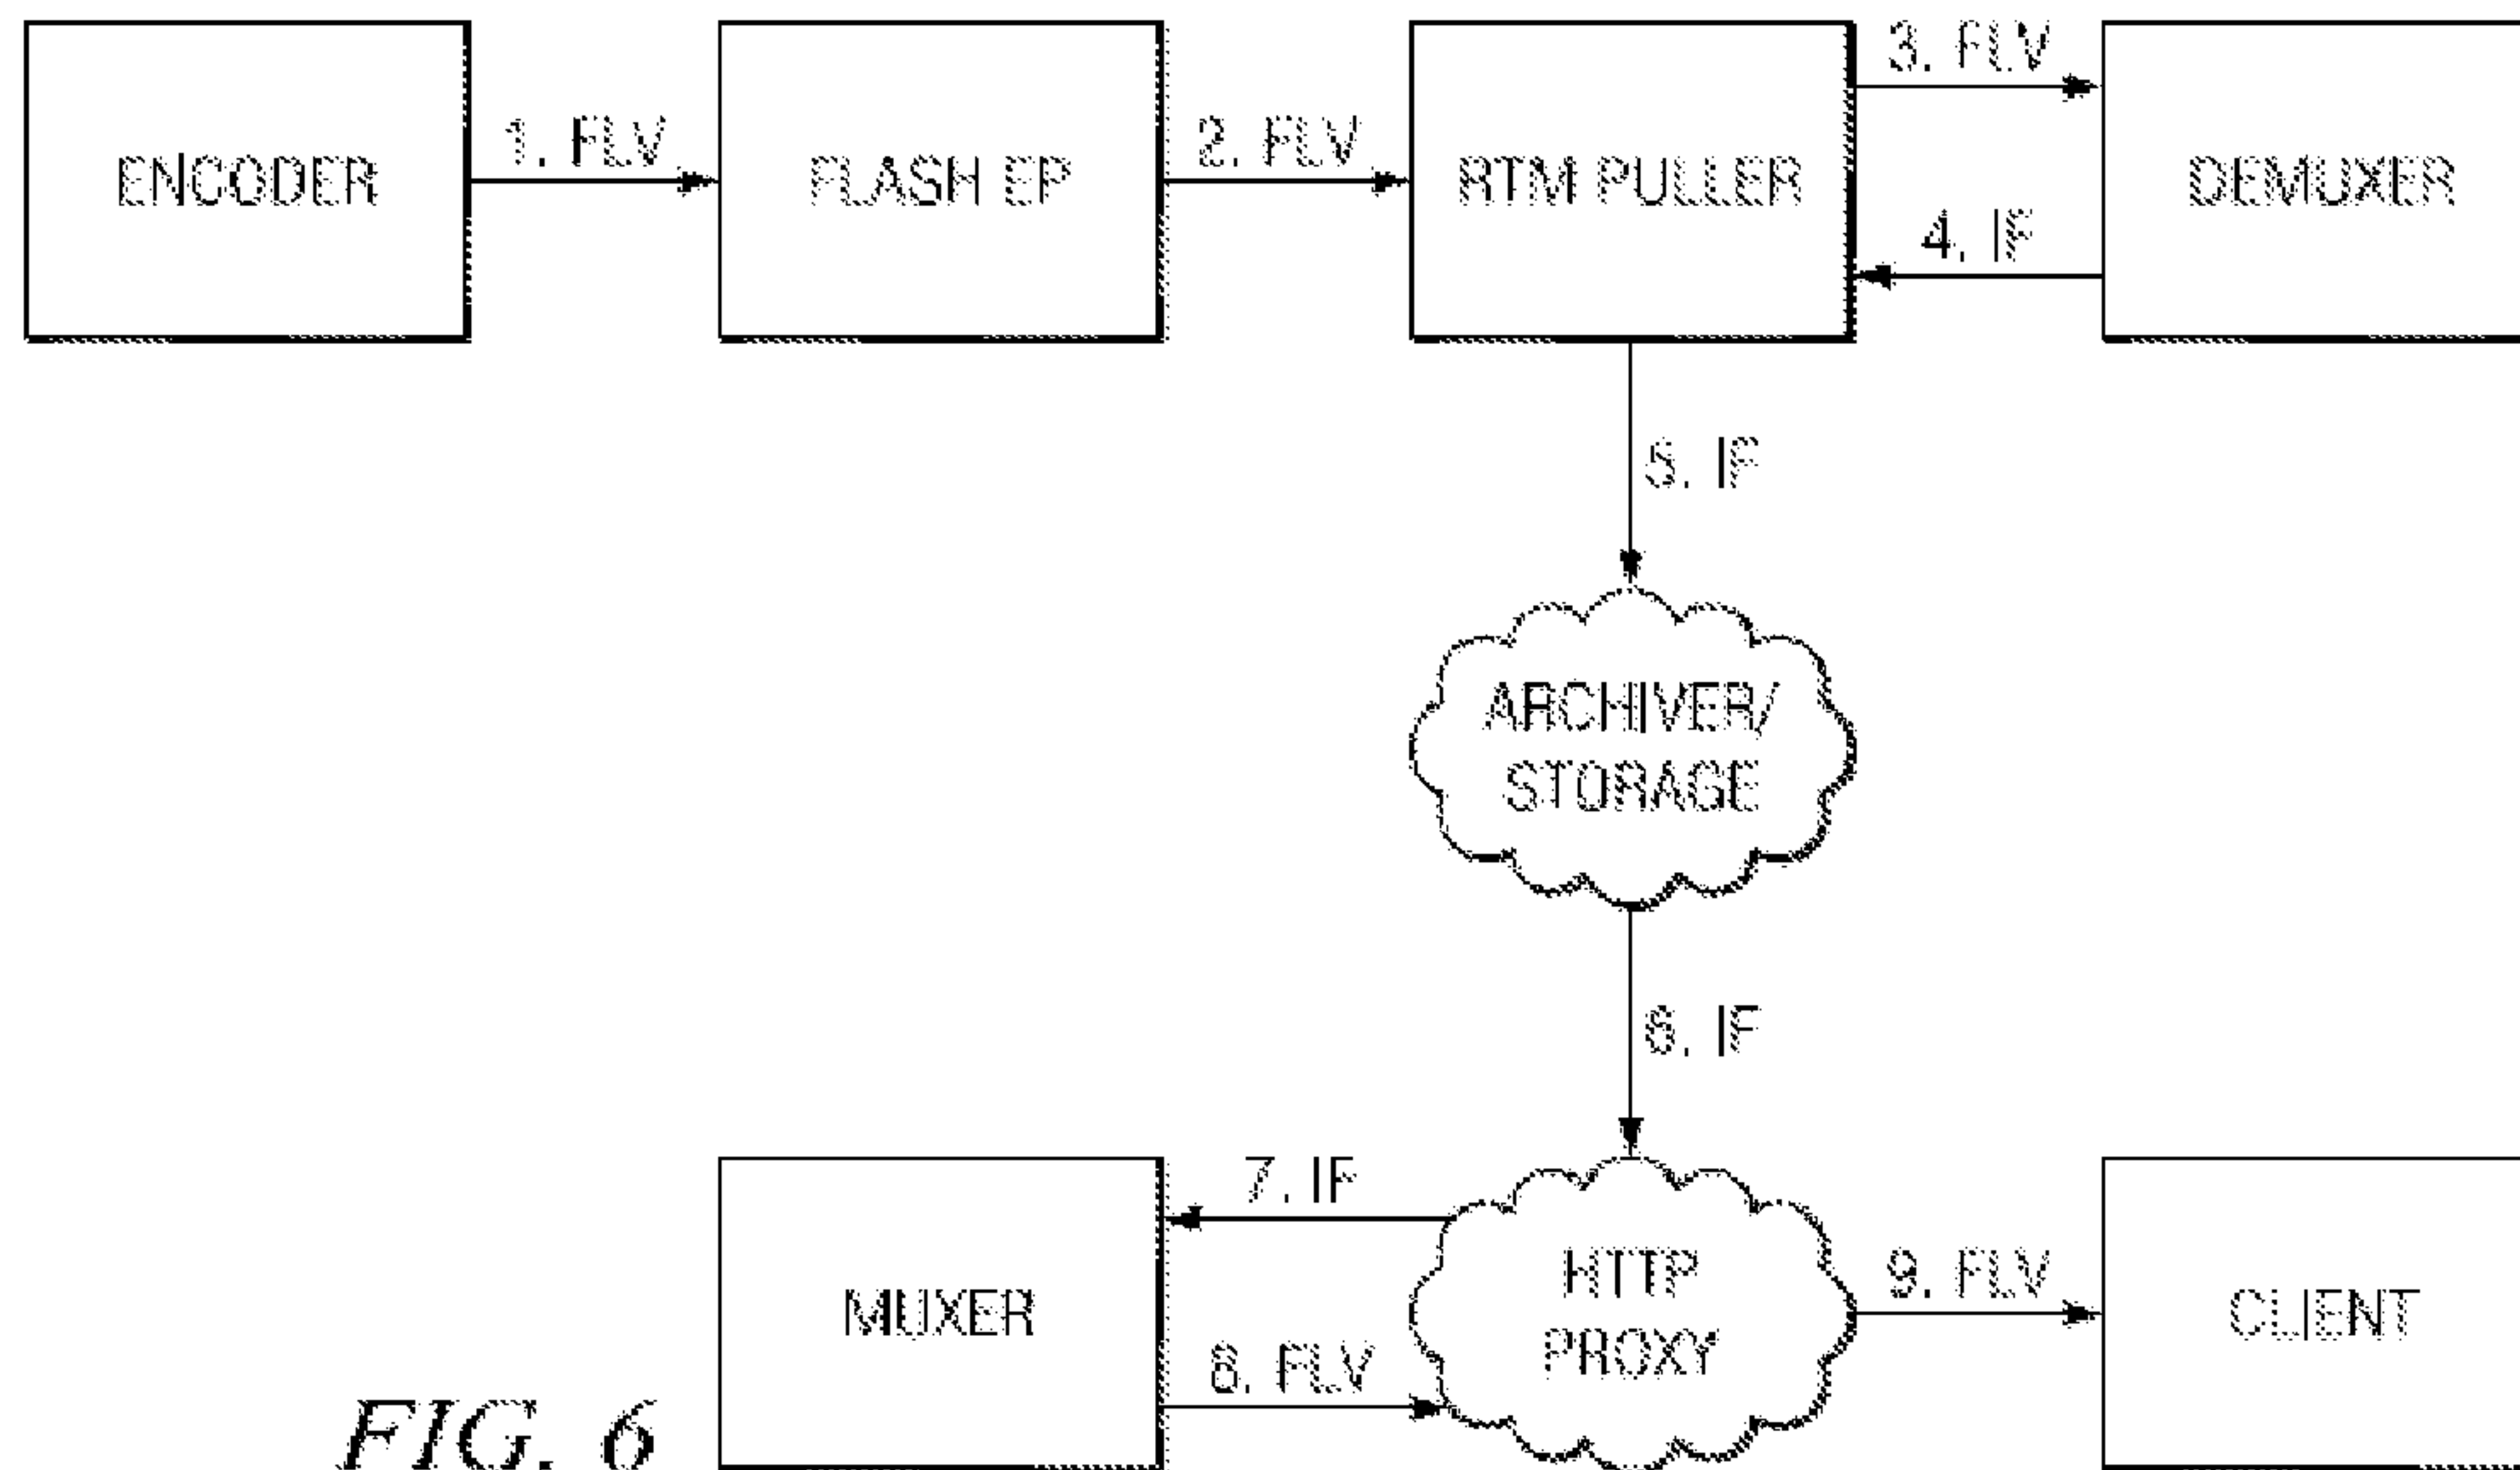 3. FLV
1. FLV
2. FLV
ENCODER
FLASH EP
RTM PULLER
DEMUXER
4. IF
5. IF
ARCHIVER/
STORAGE
6. IF
7. IF
HTTP
PROXY
9. FLV
MUXER
CLIENT
8. FLV
FIG. 6